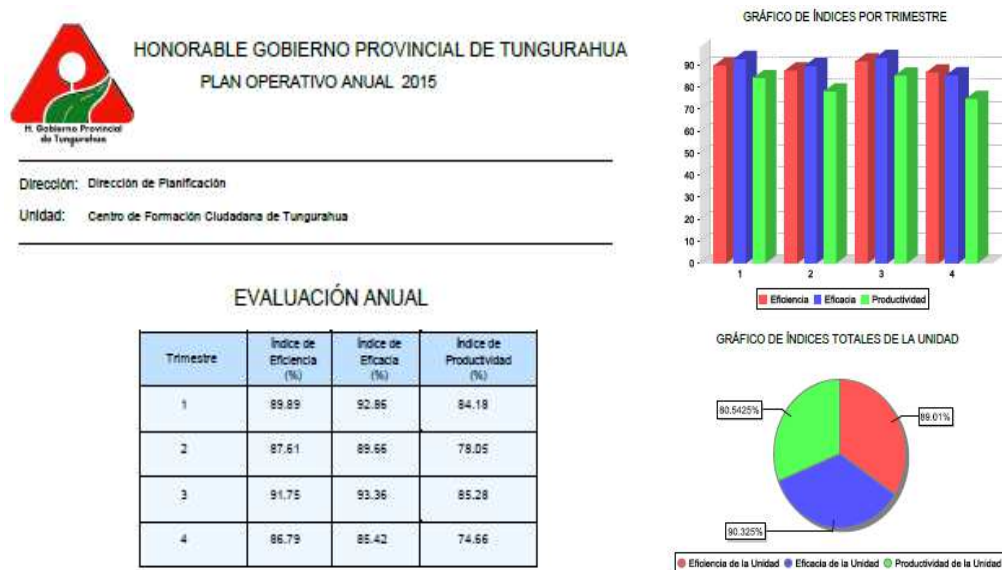 HONORABLE GOBIERNO PROVINCIAL DE TUNGURAHUA
PLAN OPERATIVO ANUAL 2015
H. Gobierno Provincial
de Tungurahua
Dirección: Dirección de Planificación
Unidad: Centro de Formación Ciudadana de Tungurahua
EVALUACIÓN ANUAL
Trimestre Índice de Eficiencia (%) Índice de Eficacia (%) Índice de Productividad (%)
1 89.89 92.86 84.18
2 87.61 89.66 78.05
3 91.75 93.36 85.28
4 86.79 85.42 74.66
GRÁFICO DE ÍNDICES POR TRIMESTRE
90
80
70
60
50
40
30
20
10
0
1 2 3 4
Eficiencia Eficacia Productividad
GRÁFICO DE ÍNDICES TOTALES DE LA UNIDAD
80.5425%
89.01%
90.325%
Eficiencia de la Unidad Eficacia de la Unidad Productividad de la Unidad